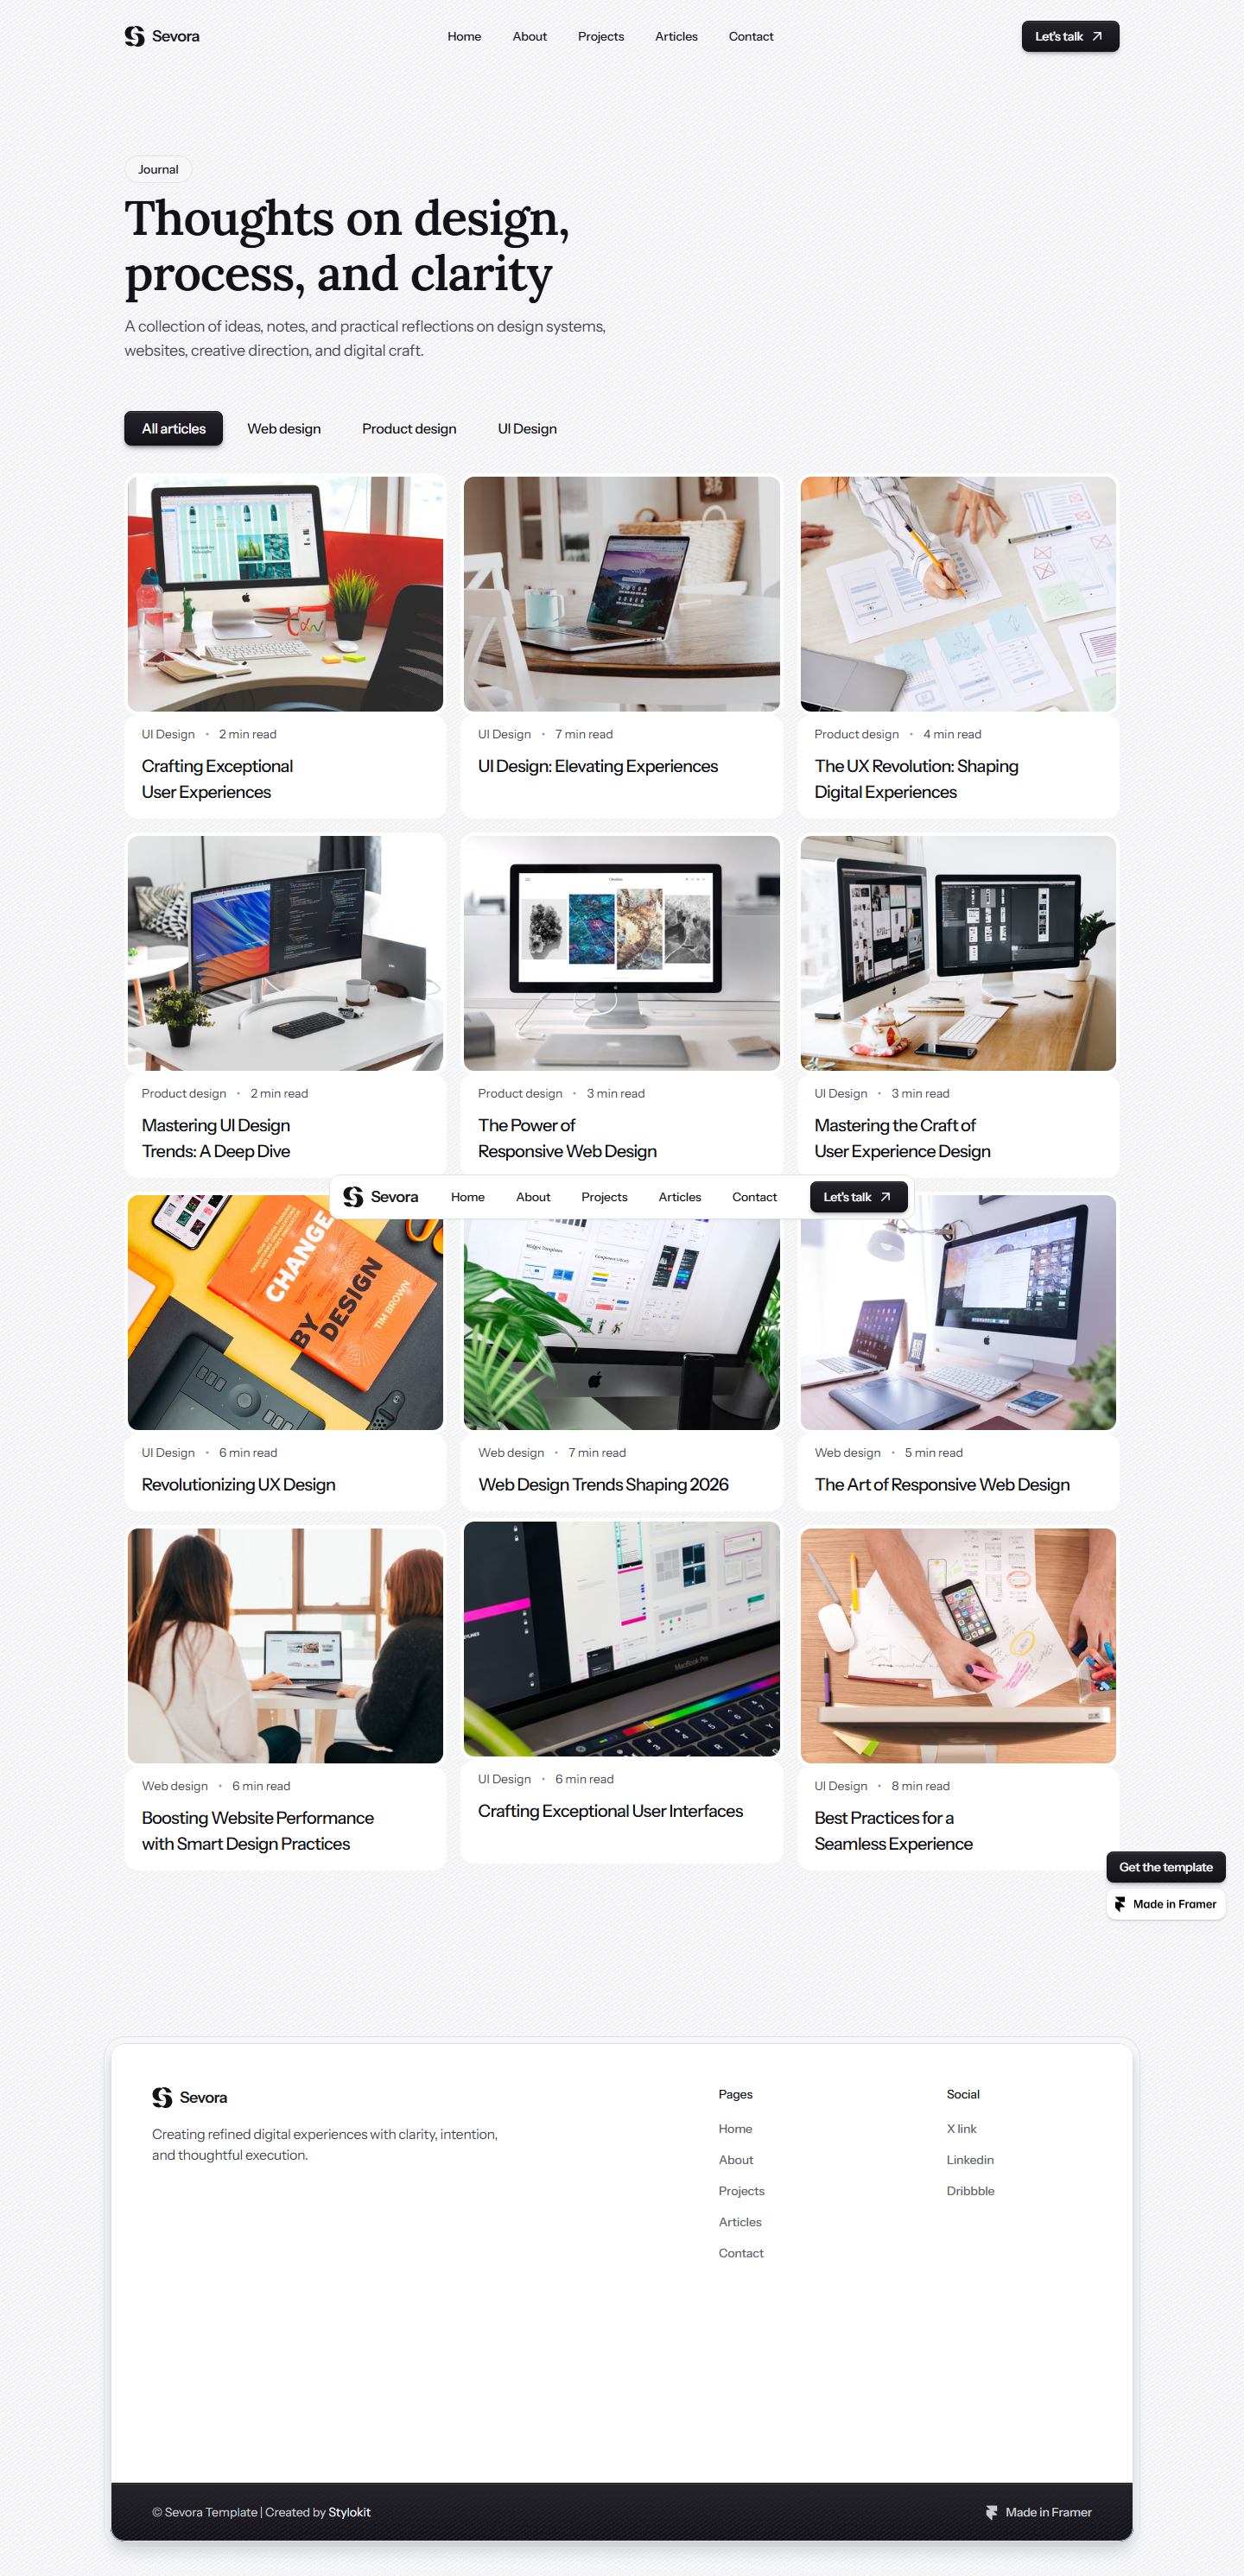 Sevora
Home About Projects Articles Contact
Let's talk
Journal
Thoughts on design,
process, and clarity
A collection of ideas, notes, and practical reflections on design systems,
websites, creative direction, and digital craft.
All articles Web design Product design UI Design
UI Design • 2 min read
Crafting Exceptional
User Experiences
UI Design • 7 min read
UI Design: Elevating Experiences
Product design • 4 min read
The UX Revolution: Shaping
Digital Experiences
Product design • 2 min read
Mastering UI Design
Trends: A Deep Dive
Product design • 3 min read
The Power of
Responsive Web Design
UI Design • 3 min read
Mastering the Craft of
User Experience Design
Sevora
Home About Projects Articles Contact
Let's talk
CHANGE
BY
DESIGN
TIM BROWN
Widget Templates
Component Library
UI Design • 6 min read
Revolutionizing UX Design
Web design • 7 min read
Web Design Trends Shaping 2026
Web design • 5 min read
The Art of Responsive Web Design
MacBook Pro
Web design • 6 min read
Boosting Website Performance
with Smart Design Practices
UI Design • 6 min read
Crafting Exceptional User Interfaces
UI Design • 8 min read
Best Practices for a
Seamless Experience
Get the template
Made in Framer
Sevora
Creating refined digital experiences with clarity, intention,
and thoughtful execution.
Pages
Home
About
Projects
Articles
Contact
Social
X link
Linkedin
Dribbble
© Sevora Template | Created by Stylokit
Made in Framer